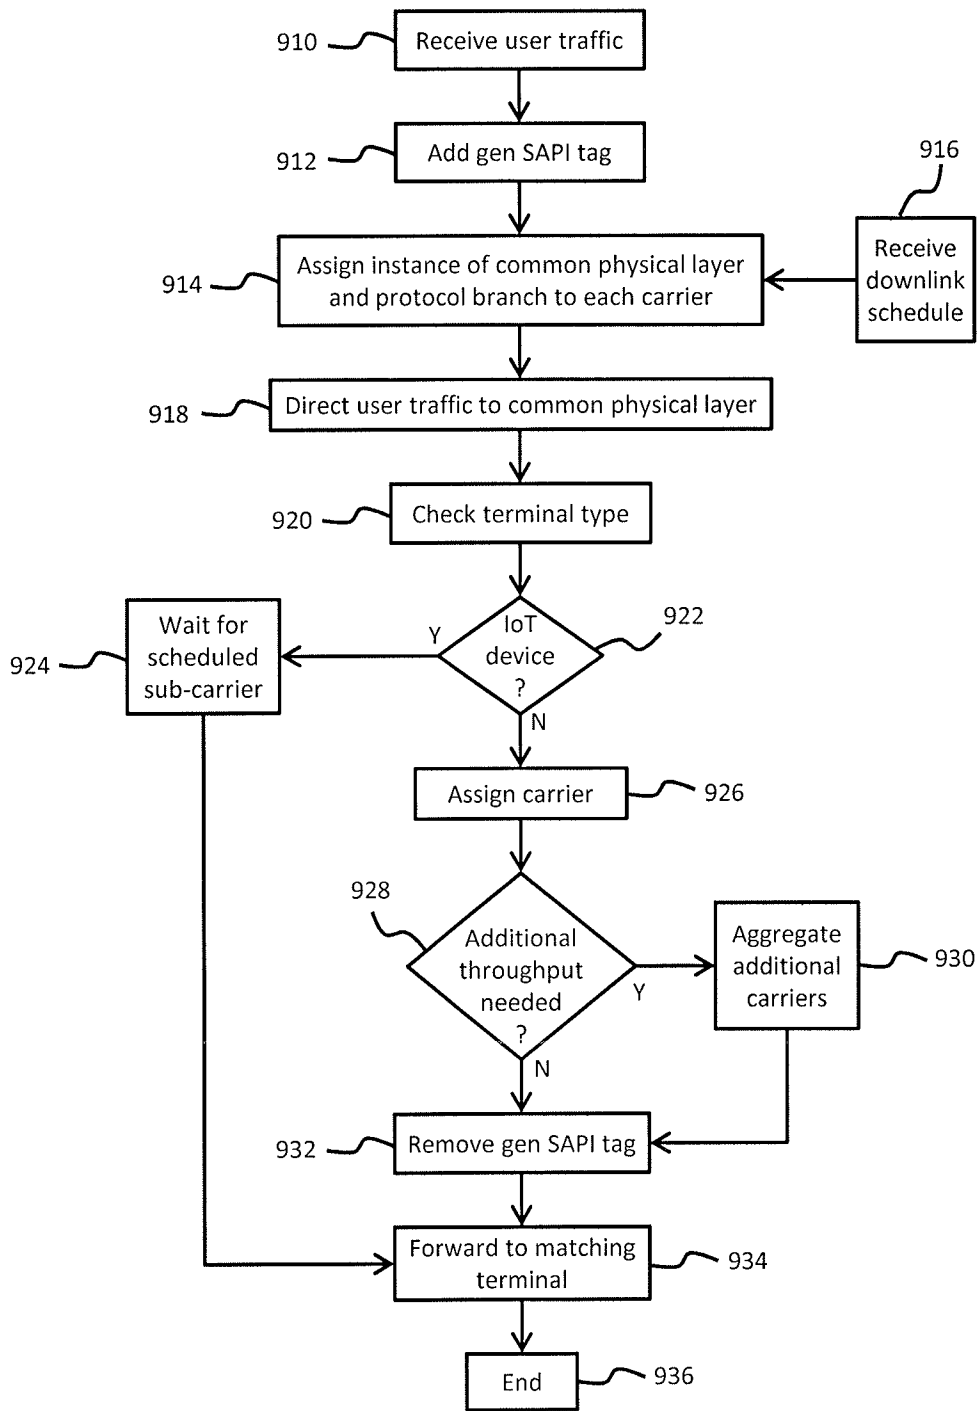 910
Receive user traffic
912
Add gen SAPI tag
916
Receive
downlink
schedule
914
Assign instance of common physical layer
and protocol branch to each carrier
918
Direct user traffic to common physical layer
920
Check terminal type
922
IoT
device
?
Y
N
924
Wait for
scheduled
sub-carrier
Assign carrier
926
928
Additional
throughput
needed
?
Y
N
Aggregate
additional
carriers
930
932
Remove gen SAPI tag
Forward to matching
terminal
934
End
936